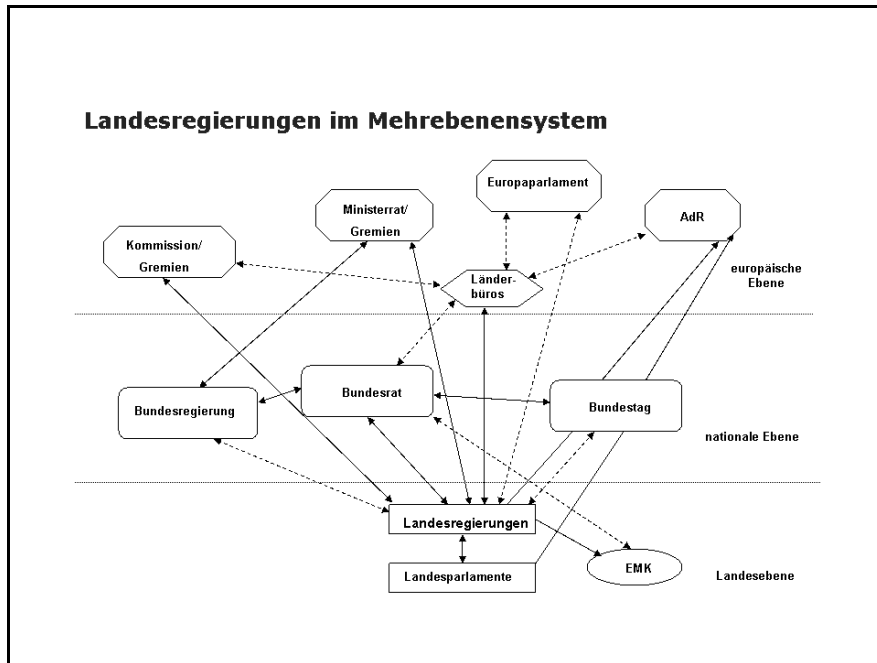 Landesregierungen im Mehrebenensystem
Europaparlament
Ministerrat/
Gremien
AdR
Kommission/
Gremien
Länder-
büros
europäische
Ebene
Bundesregierung
Bundesrat
Bundestag
nationale Ebene
Landesregierungen
Landesparlamente
EMK
Landesebene